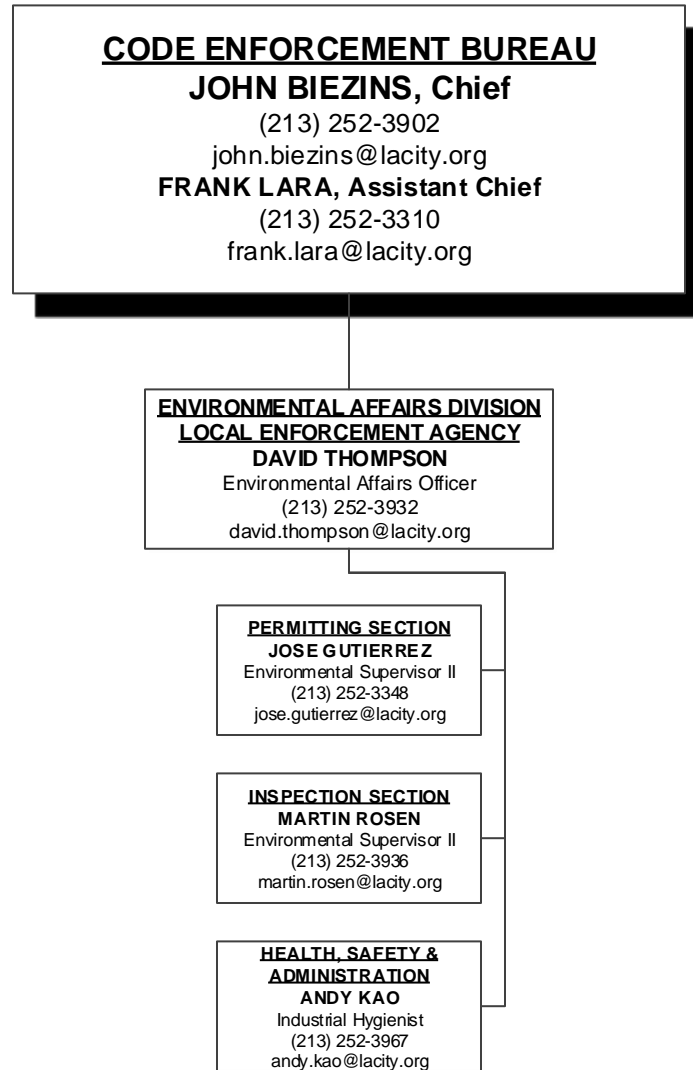 CODE ENFORCEMENT BUREAU
JOHN BIEZINS, Chief
(213) 252-3902
john.biezins@lacity.org
FRANK LARA, Assistant Chief
(213) 252-3310
frank.lara@lacity.org
ENVIRONMENTAL AFFAIRS DIVISION
LOCAL ENFORCEMENT AGENCY
DAVID THOMPSON
Environmental Affairs Officer
(213) 252-3932
david.thompson@lacity.org
PERMITTING SECTION
JOSE GUTIERREZ
Environmental Supervisor II
(213) 252-3348
jose.gutierrez@lacity.org
INSPECTION SECTION
MARTIN ROSEN
Environmental Supervisor II
(213) 252-3936
martin.rosen@lacity.org
HEALTH, SAFETY &
ADMINISTRATION
ANDY KAO
Industrial Hygienist
(213) 252-3967
andy.kao@lacity.org